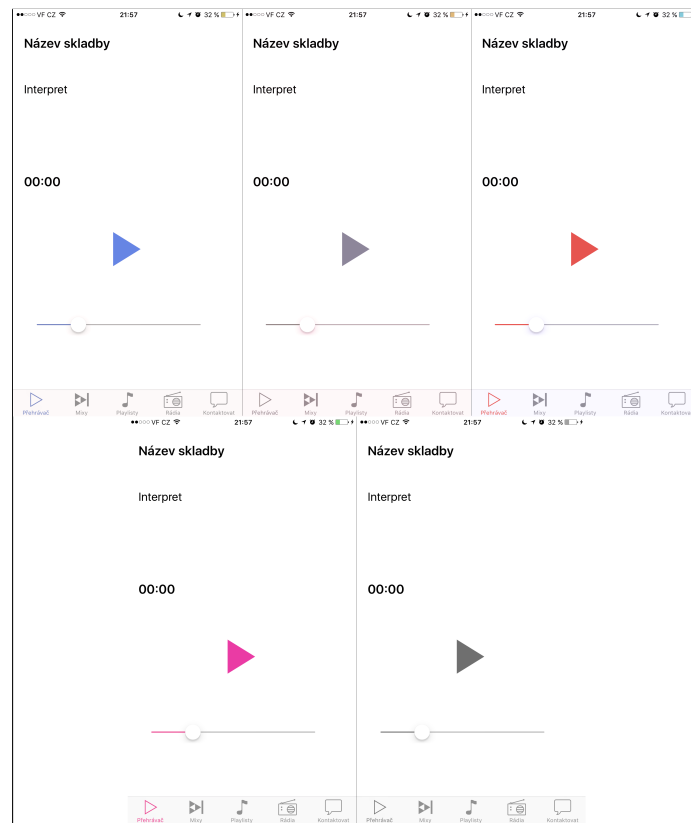 VF CZ 21:57 32 %
Název skladby
Interpret
00:00
Přehrávač Mixy Playlisty Rádia Kontaktovat
VF CZ 21:57 32 %
Název skladby
Interpret
00:00
Přehrávač Mixy Playlisty Rádia Kontaktovat
VF CZ 21:57 32 %
Název skladby
Interpret
00:00
Přehrávač Mixy Playlisty Rádia Kontaktovat
VF CZ 21:57 32 %
Název skladby
Interpret
00:00
Přehrávač Mixy Playlisty Rádia Kontaktovat
VF CZ 21:57 32 %
Název skladby
Interpret
00:00
Přehrávač Mixy Playlisty Rádia Kontaktovat